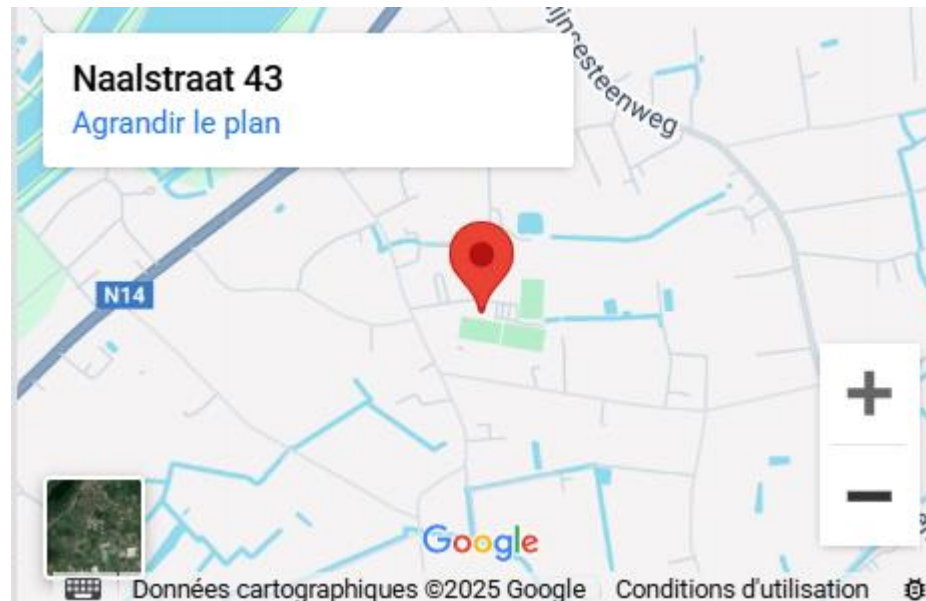 Naalstraat 43
Agrandir le plan
N14
Google
Données cartographiques ©2025 Google
Conditions d'utilisation